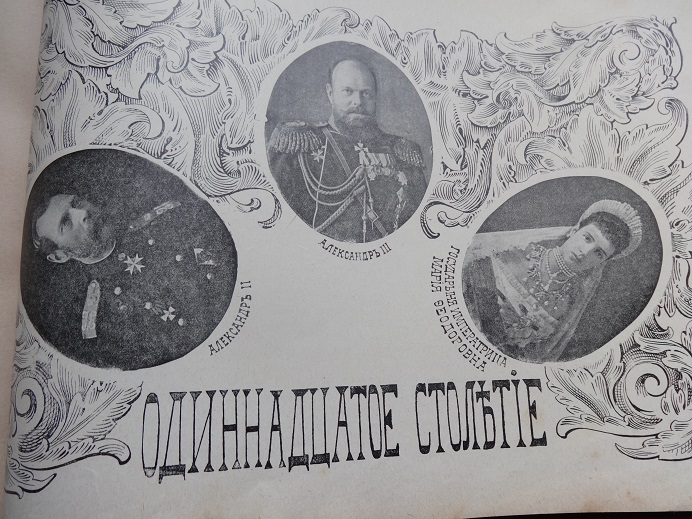 АЛЕКСАНДРЪ III
АЛЕКСАНДРЪ II
ГОСУДАРЫНЯ ИМПЕРАТРИЦА
МАРІЯ ѲЕОДОРОВНА
ОДИННАДЦАТОЕ СТОЛѢТІЕ